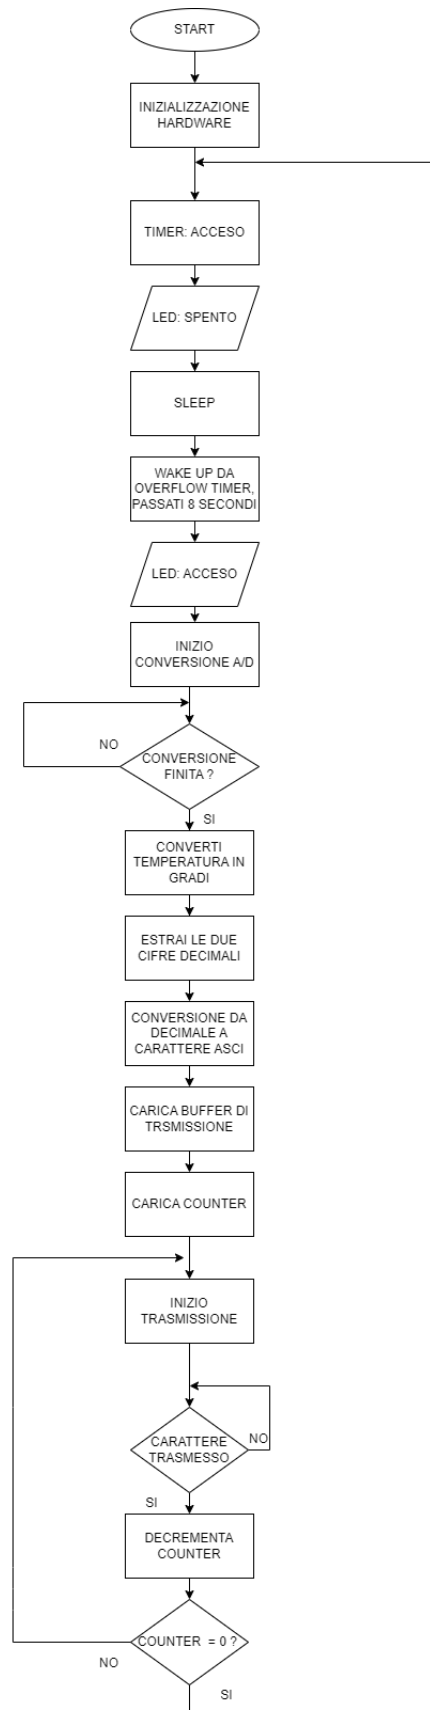 START
INIZIALIZZAZIONE
HARDWARE
TIMER: ACCESO
LED: SPENTO
SLEEP
WAKE UP DA
OVERFLOW TIMER,
PASSATI 8 SECONDI
LED: ACCESO
INIZIO
CONVERSIONE A/D
NO
CONVERSIONE
FINITA ?
SI
CONVERTI
TEMPERATURA IN
GRADI
ESTRAI LE DUE
CIFRE DECIMALI
CONVERSIONE DA
DECIMALE A
CARATTERE ASCI
CARICA BUFFER DI
TRSMISSIONE
CARICA COUNTER
INIZIO
TRASMISSIONE
CARATTERE
TRASMESSO
NO
SI
DECREMENTA
COUNTER
COUNTER = 0 ?
NO
SI